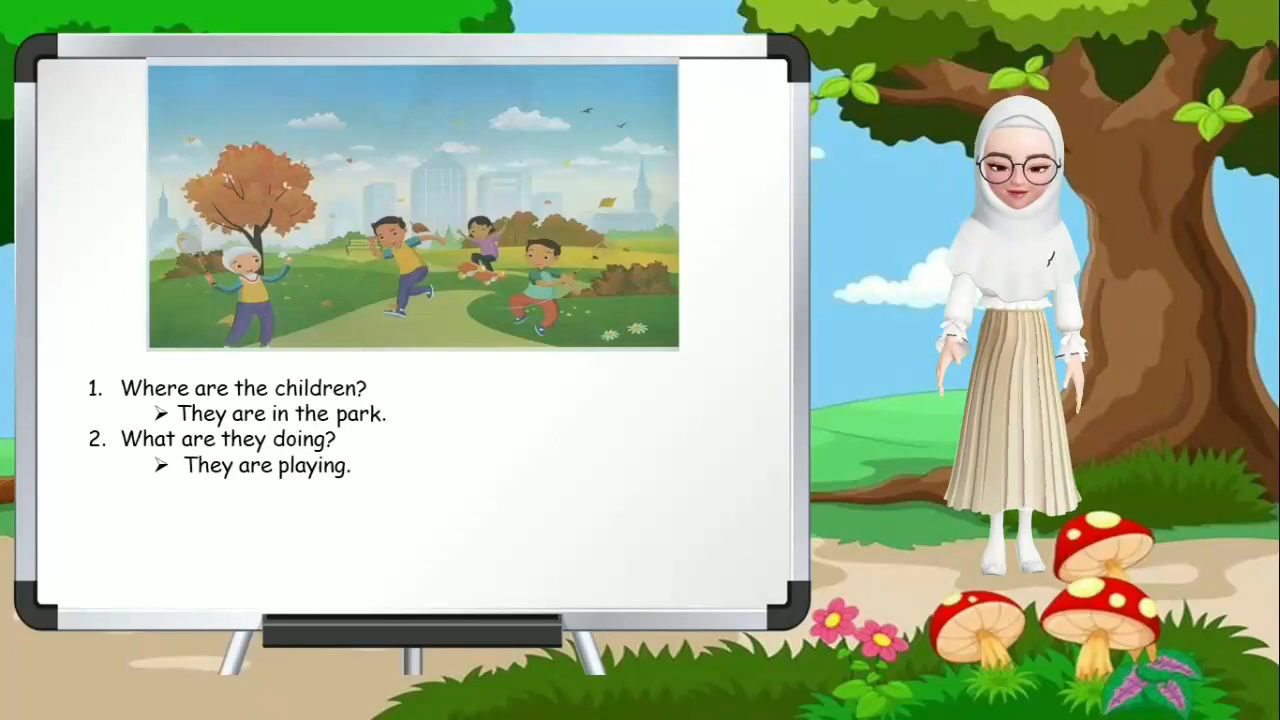 1. Where are the children?
➢ They are in the park.
2. What are they doing?
➢ They are playing.